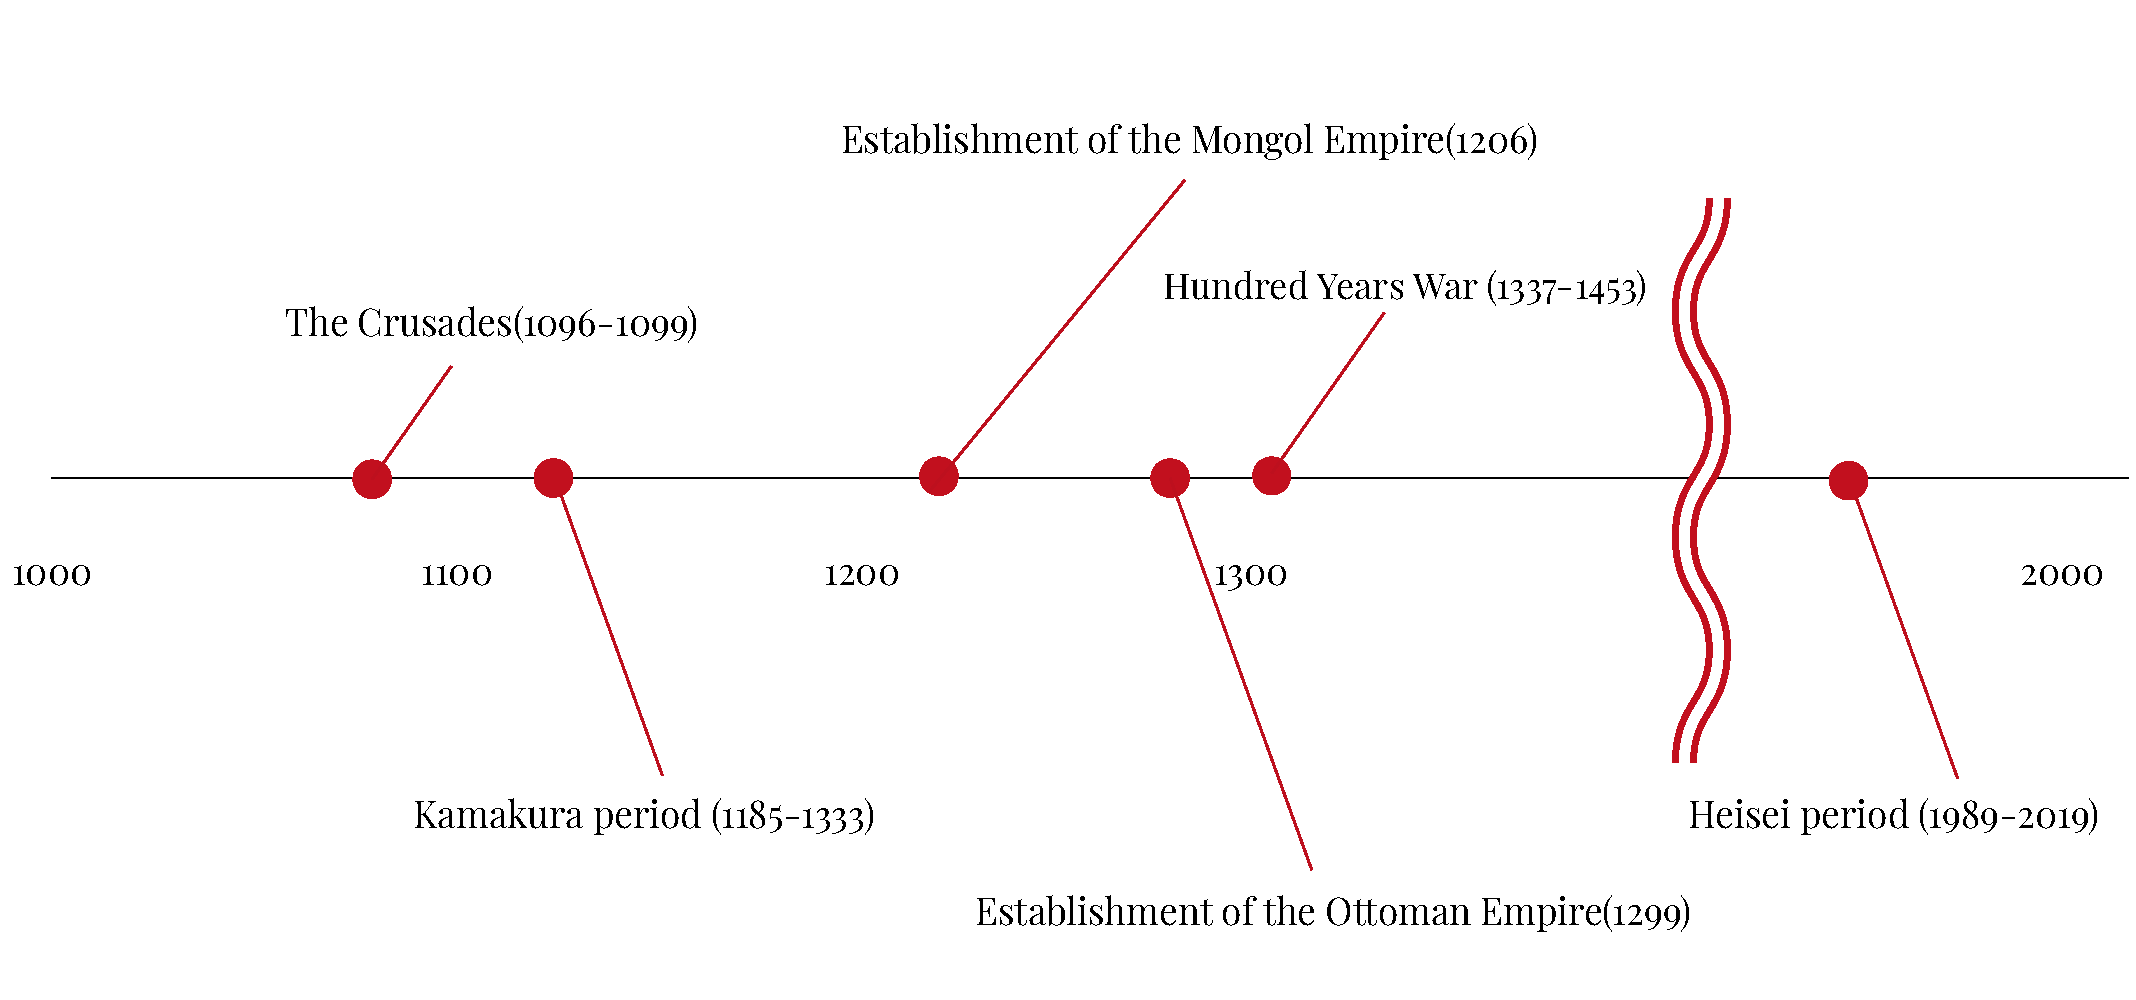 Establishment of the Mongol Empire(1206)
Hundred Years War (1337-1453)
The Crusades(1096-1099)
1000
1100
1200
1300
2000
Kamakura period (1185-1333)
Heisei period (1989-2019)
Establishment of the Ottoman Empire(1299)